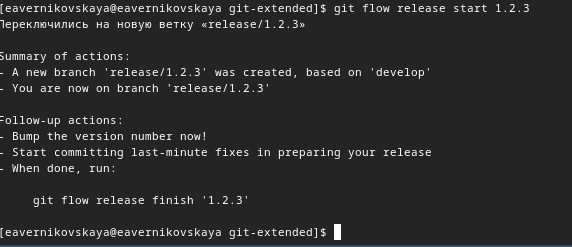 [eavernikovskaya@eavernikovskaya git-extended]$ git flow release start 1.2.3
Переключились на новую ветку «release/1.2.3»
Summary of actions:
- A new branch 'release/1.2.3' was created, based on 'develop'
- You are now on branch 'release/1.2.3'
Follow-up actions:
- Bump the version number now!
- Start committing last-minute fixes in preparing your release
- When done, run:
git flow release finish '1.2.3'
[eavernikovskaya@eavernikovskaya git-extended]$